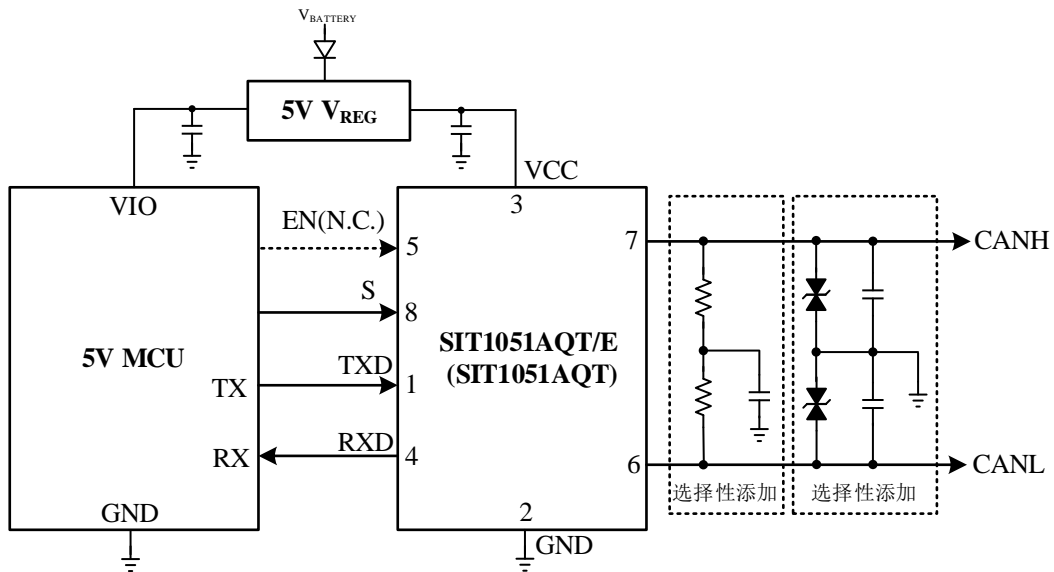 VBATTERY
5V VREG
VCC
VIO
3
EN(N.C.)
5
7
CANH
S
8
5V MCU
SIT1051AQT/E
(SIT1051AQT)
TXD
TX
1
RXD
RX
4
6
CANL
选择性添加
选择性添加
GND
2
GND